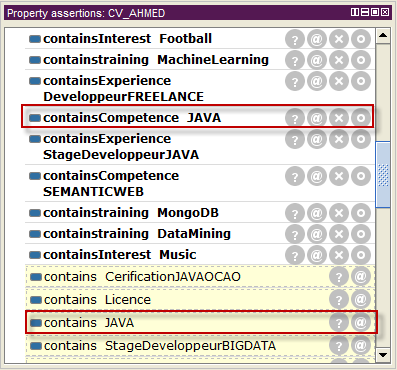 Property assertions: CV_AHMED
containsInterest Football
containstraining MachineLearning
containsExperience
DeveloppeurFREELANCE
containsCompetence JAVA
containsExperience
StageDeveloppeurJAVA
containsCompetence
SEMANTICWEB
containstraining MongoDB
containstraining DataMining
containsInterest Music
contains CerificationJAVAOCAO
contains Licence
contains JAVA
contains StageDeveloppeurBIGDATA